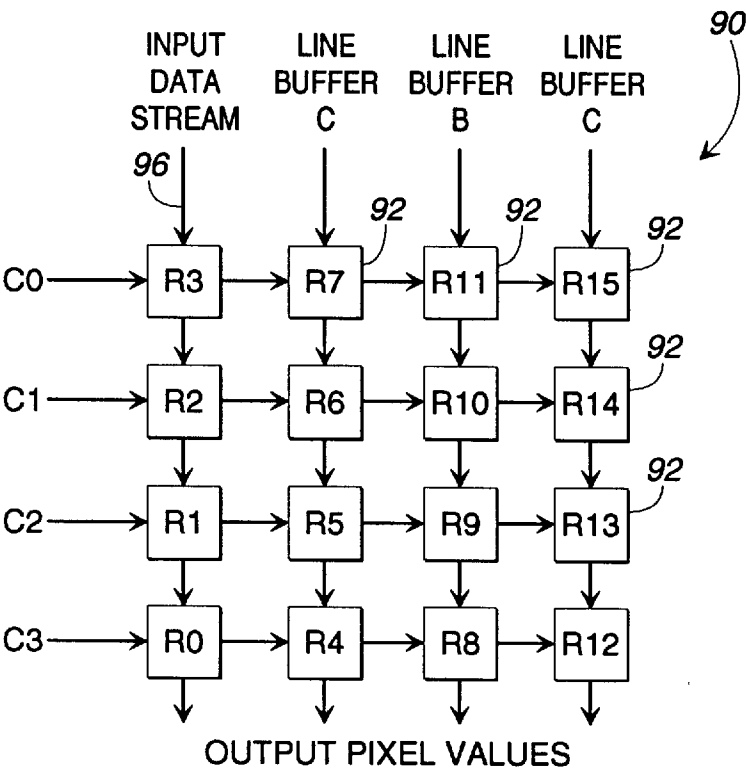 90
INPUT DATA STREAM
LINE BUFFER C
LINE BUFFER B
LINE BUFFER C
96
92
92
92
C0
R3
R7
R11
R15
92
C1
R2
R6
R10
R14
92
C2
R1
R5
R9
R13
C3
R0
R4
R8
R12
OUTPUT PIXEL VALUES